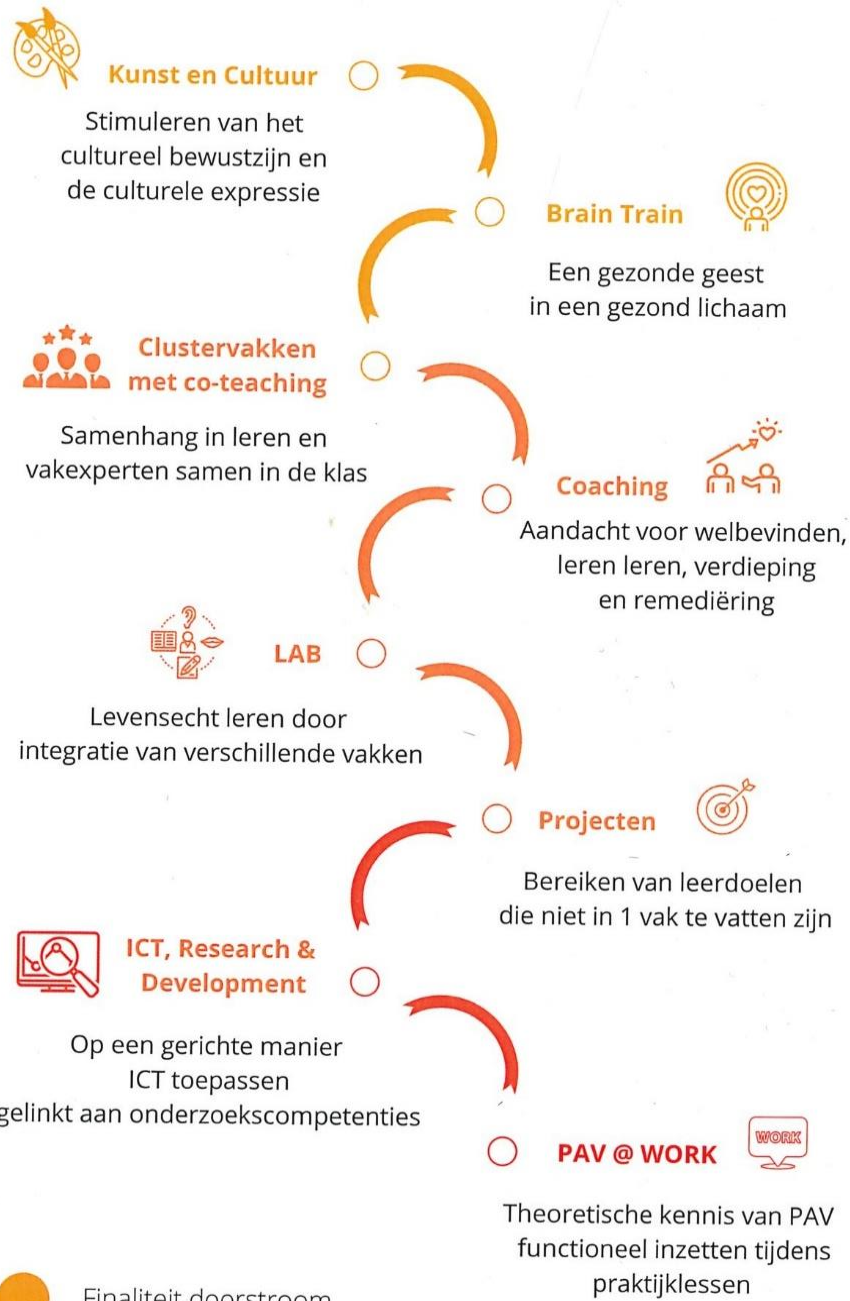 Kunst en Cultuur
Stimuleren van het
cultureel bewustzijn en
de culturele expressie
Brain Train
Een gezonde geest
in een gezond lichaam
Clustervakken
met co-teaching
Samenhang in leren en
vakexperten samen in de klas
Coaching
Aandacht voor welbevinden,
leren leren, verdieping
en remediëring
LAB
Levensecht leren door
integratie van verschillende vakken
Projecten
Bereiken van leerdoelen
die niet in 1 vak te vatten zijn
ICT, Research &
Development
Op een gerichte manier
ICT toepassen
gelinkt aan onderzoekscompetenties
PAV @ WORK
WORK
Theoretische kennis van PAV
functioneel inzetten tijdens
praktijklessen
Finaliteit doorstroom